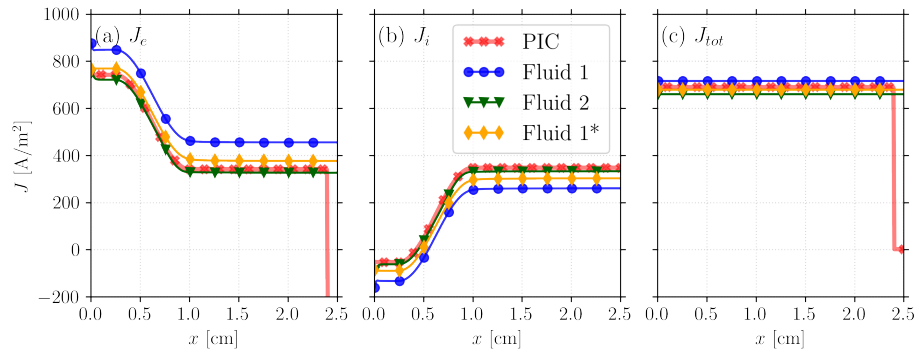 (a) J_e
(b) J_i
(c) J_tot
PIC
Fluid 1
Fluid 2
Fluid 1*
J [A/m²]
1000
800
600
400
200
0
−200
0.0 0.5 1.0 1.5 2.0 2.5
0.0 0.5 1.0 1.5 2.0 2.5
0.0 0.5 1.0 1.5 2.0 2.5
x [cm]
x [cm]
x [cm]